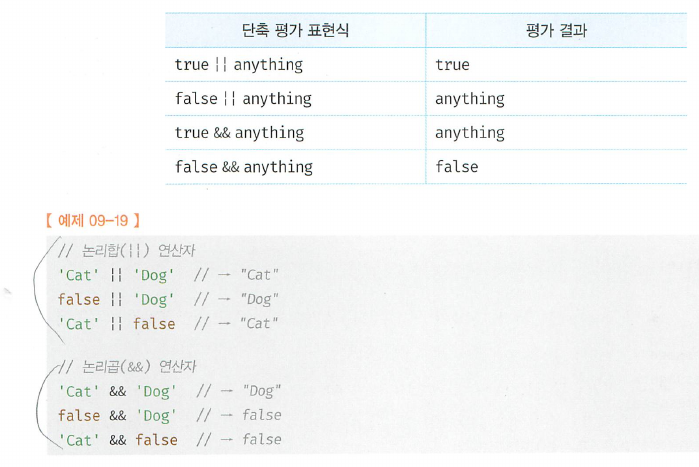 단축 평가 표현식 평가 결과
true || anything true
false || anything anything
true && anything anything
false && anything false
[ 예제 09-19 ]
// 논리합(||) 연산자
'Cat' || 'Dog' // → "Cat"
false || 'Dog' // → "Dog"
'Cat' || false // → "Cat"
// 논리곱(&&) 연산자
'Cat' && 'Dog' // → "Dog"
false && 'Dog' // → false
'Cat' && false // → false